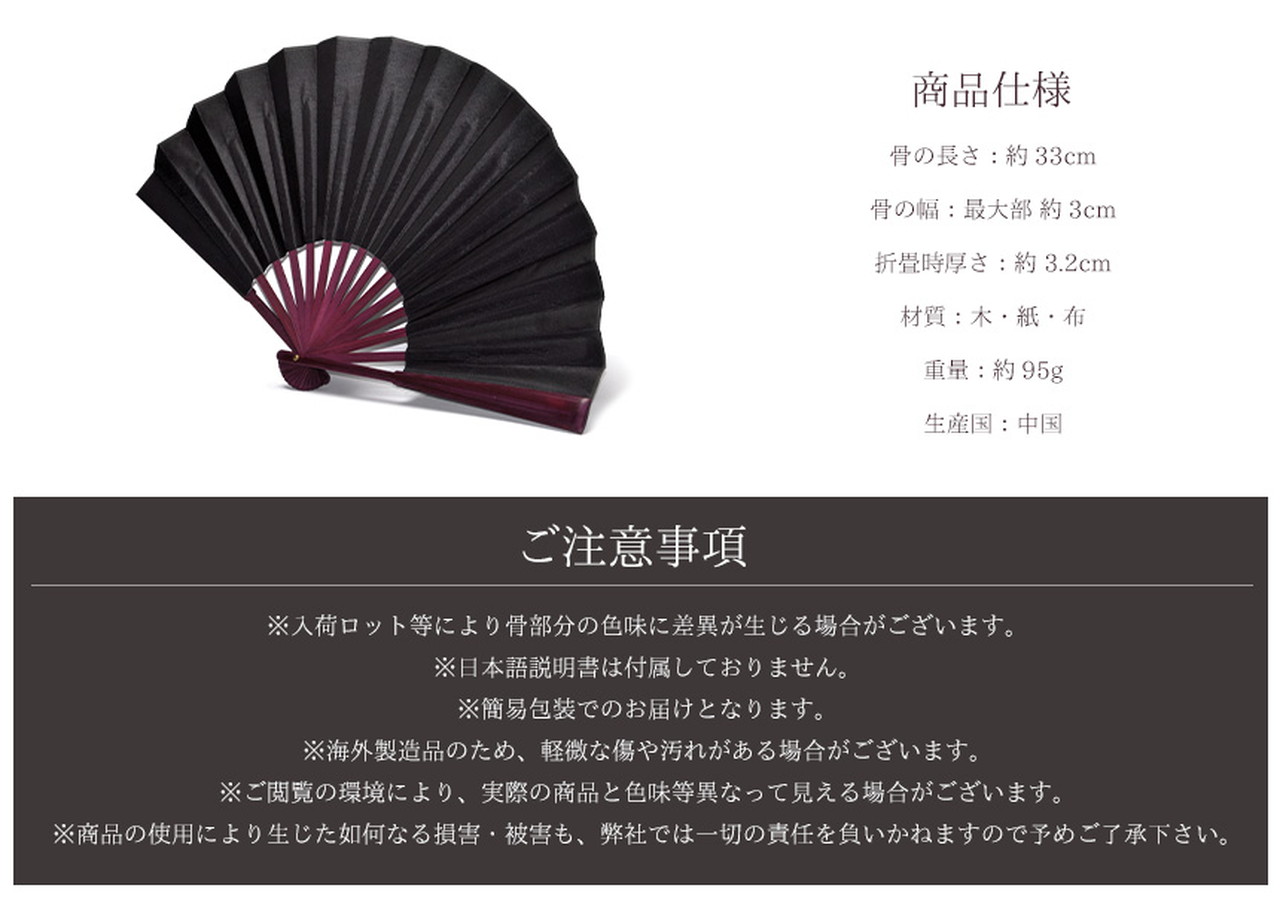 商品仕様
骨の長さ：約 33cm
骨の幅：最大部 約 3cm
折畳時厚さ：約 3.2cm
材質：木・紙・布
重量：約 95g
生産国：中国
ご注意事項
※入荷ロット等により骨部分の色味に差異が生じる場合がございます。
※日本語説明書は付属しておりません。
※簡易包装でのお届けとなります。
※海外製造品のため、軽微な傷や汚れがある場合がございます。
※ご閲覧の環境により、実際の商品と色味等異なって見える場合がございます。
※商品の使用により生じた如何なる損害・被害も、弊社では一切の責任を負いかねますので予めご了承下さい。